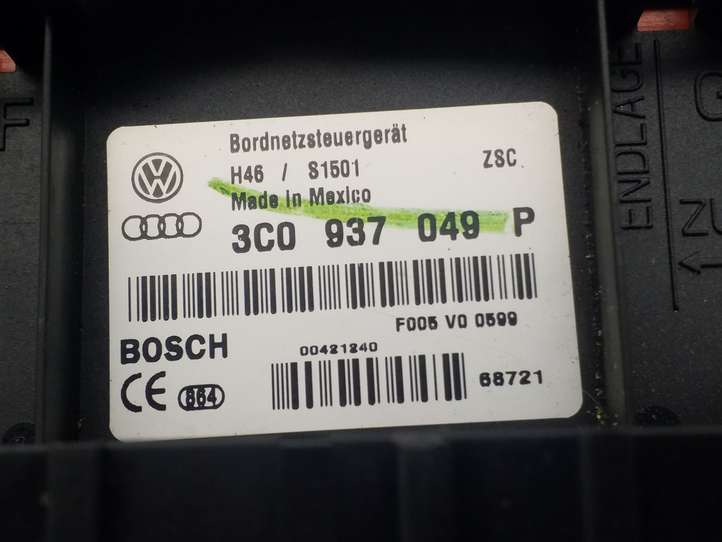 Bordnetzsteuergerät
H46 / S1501 ZSC
Made in Mexico
3C0 937 049 P
F005 V0 0599
BOSCH
00421240
CE 864
68721
ENDLAGE
F
ZU